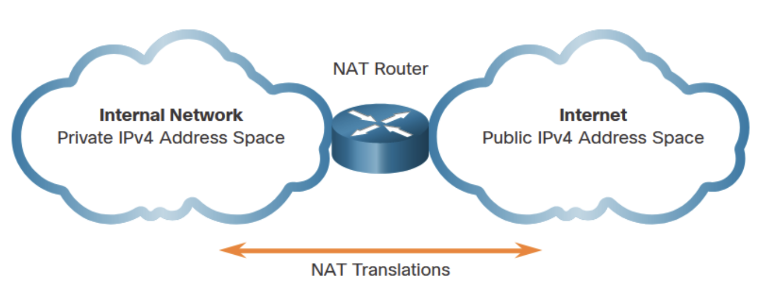 NAT Router
Internal Network
Private IPv4 Address Space
Internet
Public IPv4 Address Space
NAT Translations